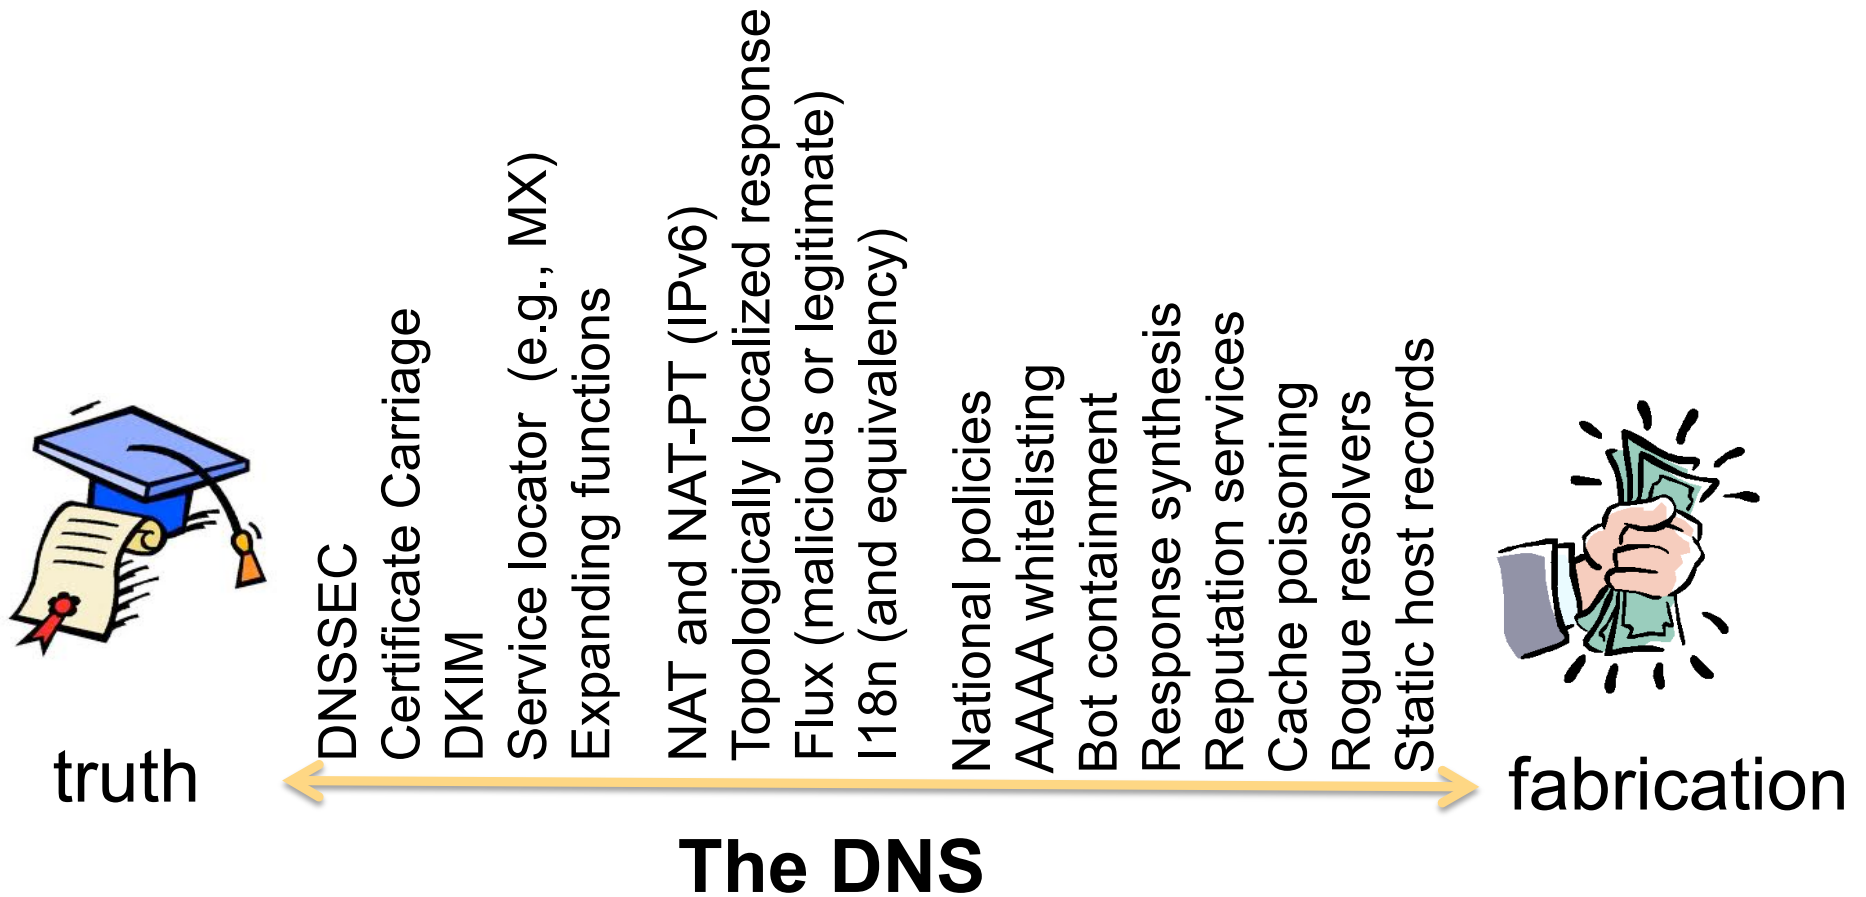 DNSSEC
Certificate Carriage
DKIM
Service locator (e.g., MX)
Expanding functions
NAT and NAT-PT (IPv6)
Topologically localized response
Flux (malicious or legitimate)
I18n (and equivalency)
National policies
AAAA whitelisting
Bot containment
Response synthesis
Reputation services
Cache poisoning
Rogue resolvers
Static host records
truth
fabrication
The DNS